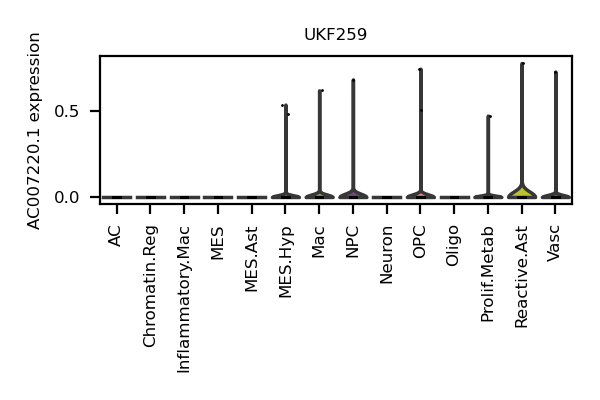 UKF259
AC007220.1 expression
0.5
0.0
AC
Chromatin.Reg
Inflammatory.Mac
MES
MES.Ast
MES.Hyp
Mac
NPC
Neuron
OPC
Oligo
Prolif.Metab
Reactive.Ast
Vasc